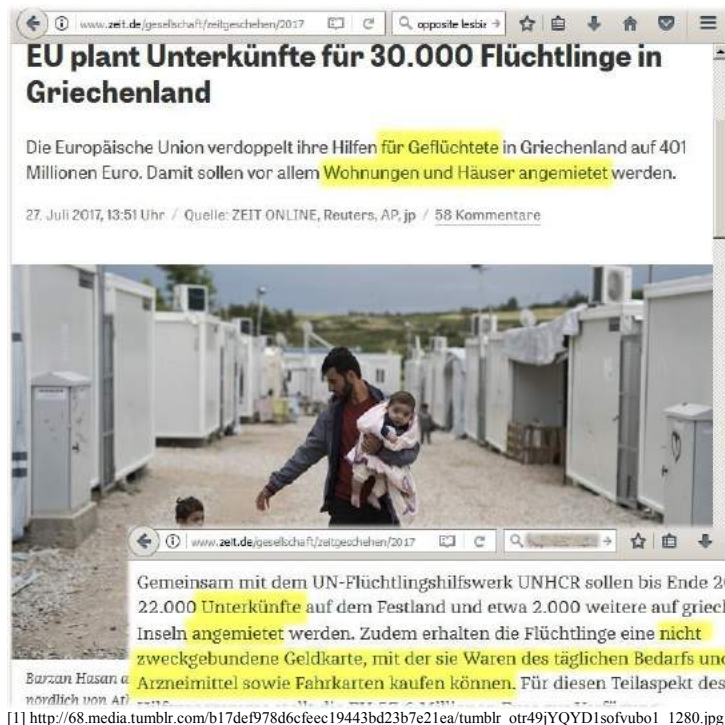 www.zeit.de/gesellschaft/zeitgeschehen/2017
opposite lesbie
EU plant Unterkünfte für 30.000 Flüchtlinge in
Griechenland
Die Europäische Union verdoppelt ihre Hilfen für Geflüchtete in Griechenland auf 401
Millionen Euro. Damit sollen vor allem Wohnungen und Häuser angemietet werden.
27. Juli 2017, 13:51 Uhr / Quelle: ZEIT ONLINE, Reuters, AP, jp / 58 Kommentare
www.zeit.de/gesellschaft/zeitgeschehen/2017
Gemeinsam mit dem UN-Flüchtlingshilfswerk UNHCR sollen bis Ende 2
22.000 Unterkünfte auf dem Festland und etwa 2.000 weitere auf griec
Inseln angemietet werden. Zudem erhalten die Flüchtlinge eine nicht
zweckgebundene Geldkarte, mit der sie Waren des täglichen Bedarfs und
Arzneimittel sowie Fahrkarten kaufen können. Für diesen Teilaspekt des
Barzan Hasan a
nördlich von Ath
[1] http://68.media.tumblr.com/b17def978d6cfeec19443bd23b7e21ea/tumblr_otr49jYQYD1sofvubo1_1280.jpg